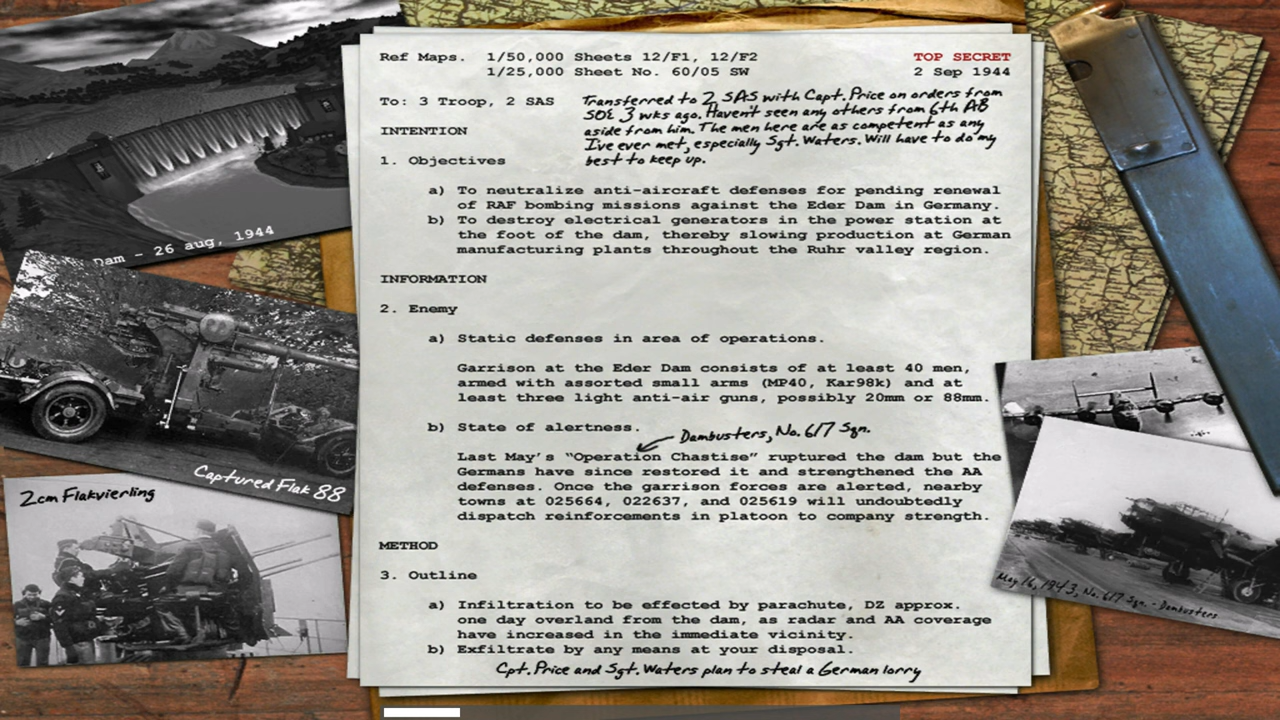 Ref Maps. 1/50,000 Sheets 12/F1, 12/F2
TOP SECRET
1/25,000 Sheet No. 60/05 SW
2 Sep 1944
To: 3 Troop, 2 SAS
Transferred to 2 SAS with Capt. Price on orders from
SOE 3 wks ago. Haven't seen any others from 6th AB
aside from him. The men here are as competent as any
I've ever met, especially Sgt. Waters. Will have to do my
best to keep up.
INTENTION
1. Objectives
a) To neutralize anti-aircraft defenses for pending renewal
of RAF bombing missions against the Eder Dam in Germany.
b) To destroy electrical generators in the power station at
the foot of the dam, thereby slowing production at German
manufacturing plants throughout the Ruhr valley region.
INFORMATION
2. Enemy
a) Static defenses in area of operations.
Garrison at the Eder Dam consists of at least 40 men,
armed with assorted small arms (MP40, Kar98k) and at
least three light anti-air guns, possibly 20mm or 88mm.
b) State of alertness.
Dambusters, No. 617 Sqn.
Last May's "Operation Chastise" ruptured the dam but the
Germans have since restored it and strengthened the AA
defenses. Once the garrison forces are alerted, nearby
towns at 025664, 022637, and 025619 will undoubtedly
dispatch reinforcements in platoon to company strength.
METHOD
3. Outline
a) Infiltration to be effected by parachute, DZ approx.
one day overland from the dam, as radar and AA coverage
have increased in the immediate vicinity.
b) Exfiltrate by any means at your disposal.
Cpt. Price and Sgt. Waters plan to steal a German lorry
Dam - 26 aug, 1944
Captured Flak 88
2cm Flakvierling
May 16, 1943, No. 617 Sqn. - Dambusters